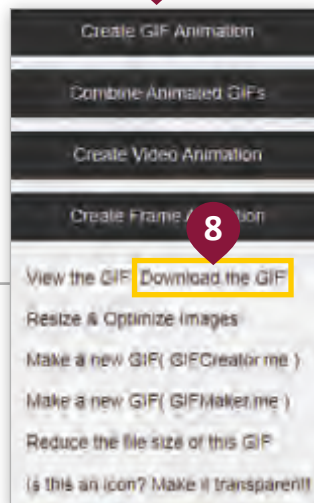 Create GIF Animation
Combine Animated GIFs
Create Video Animation
Create Frame
8
View the GIF Download the GIF
Resize & Optimize Images
Make a new GIF( GIFCreator.me )
Make a new GIF( GIFMaker.me )
Reduce the file size of this GIF
Is this an icon? Make it transparent!!